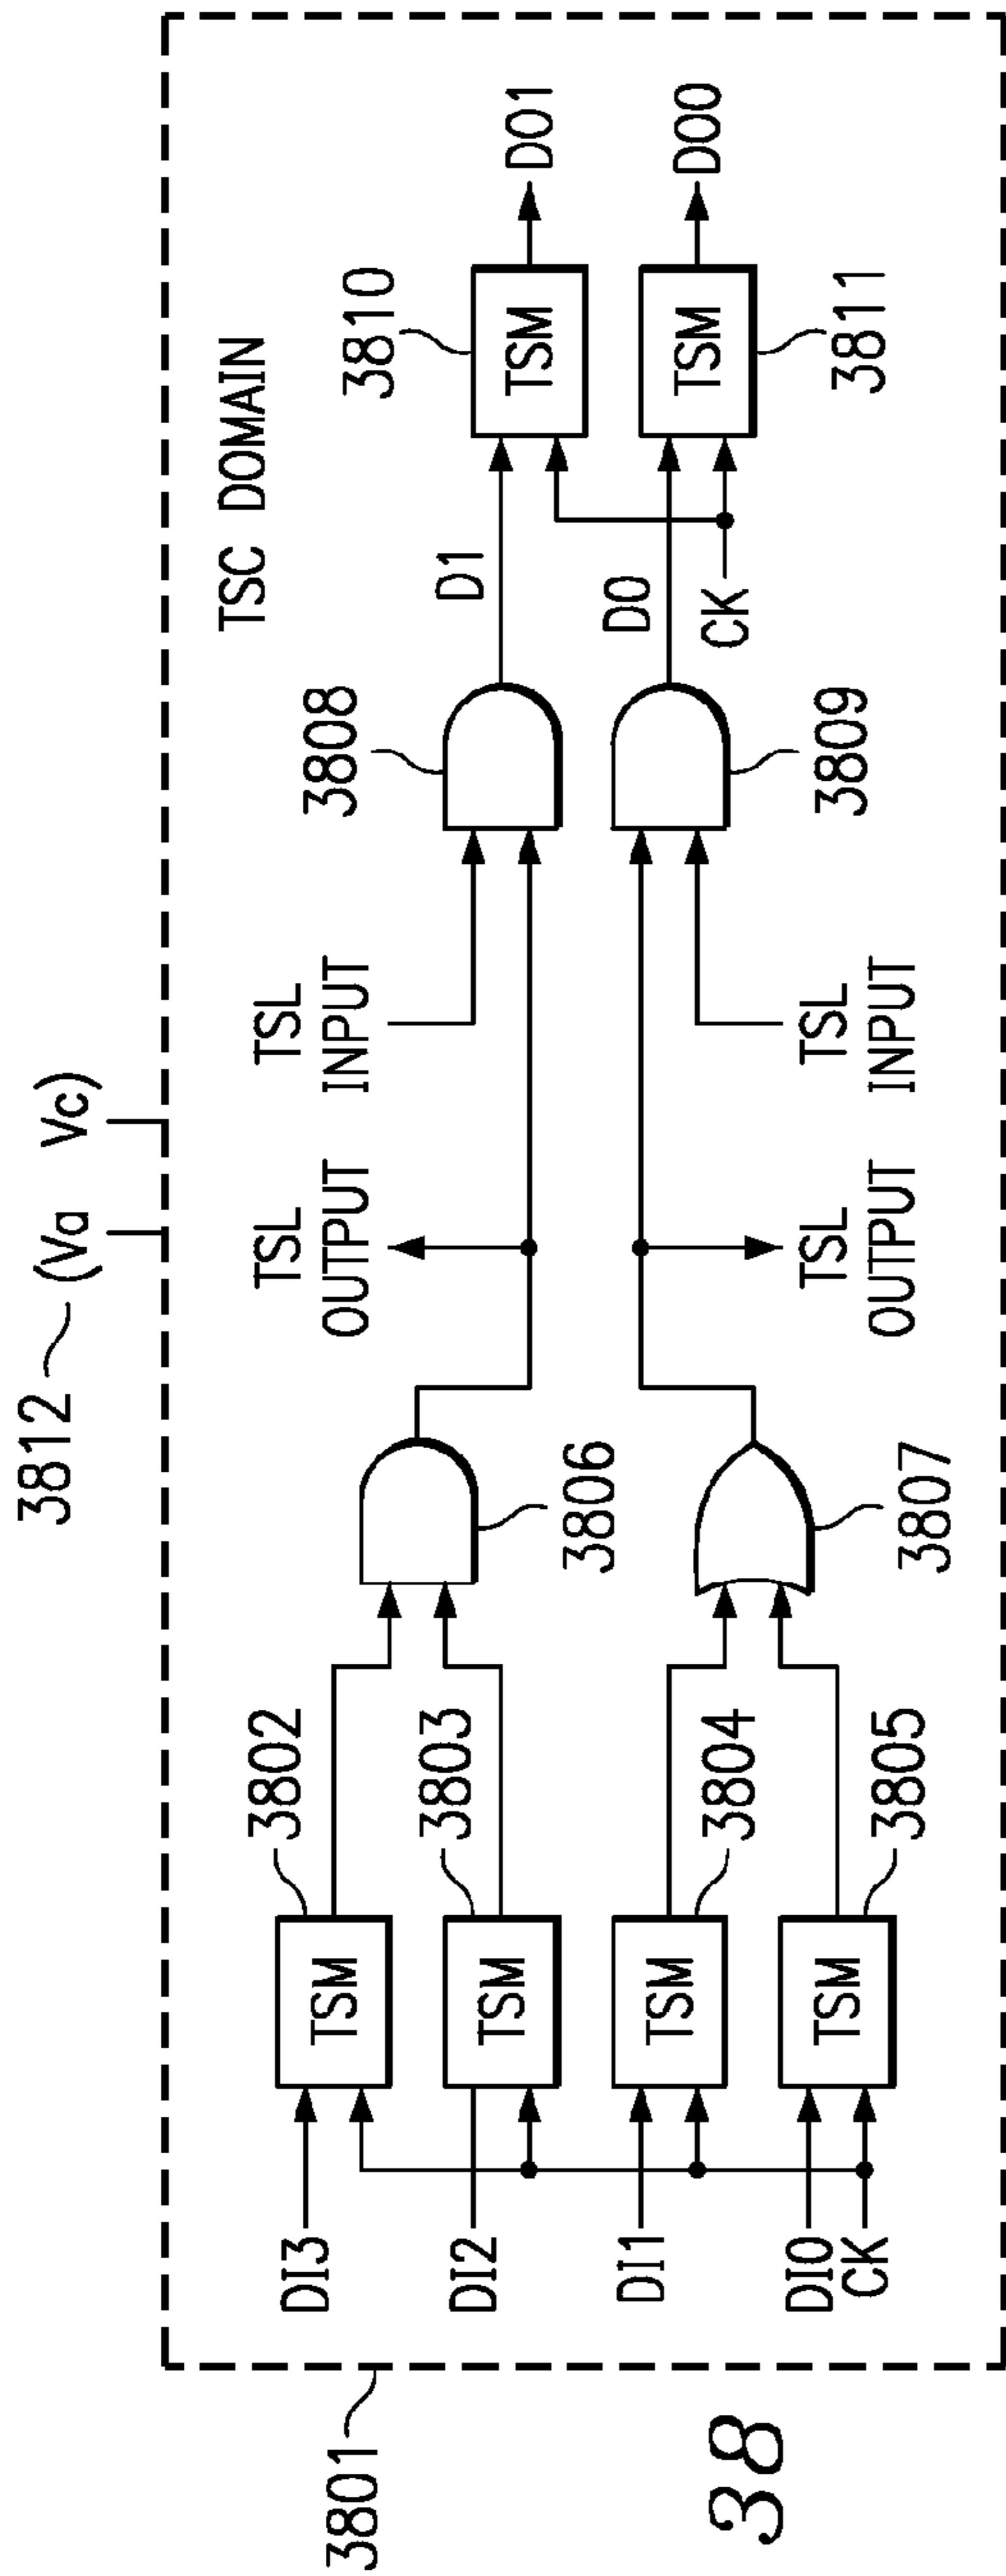 3812 (Va Vc)
TSC DOMAIN
3801
DI3
DI2
DI1
DI0
CK
TSM
TSM
TSM
TSM
3802
3803
3804
3805
3806
3807
TSL
OUTPUT
TSL
OUTPUT
TSL
INPUT
TSL
INPUT
3808
3809
D1
D0
CK
3810
TSM
TSM
3811
DO1
DO0
38